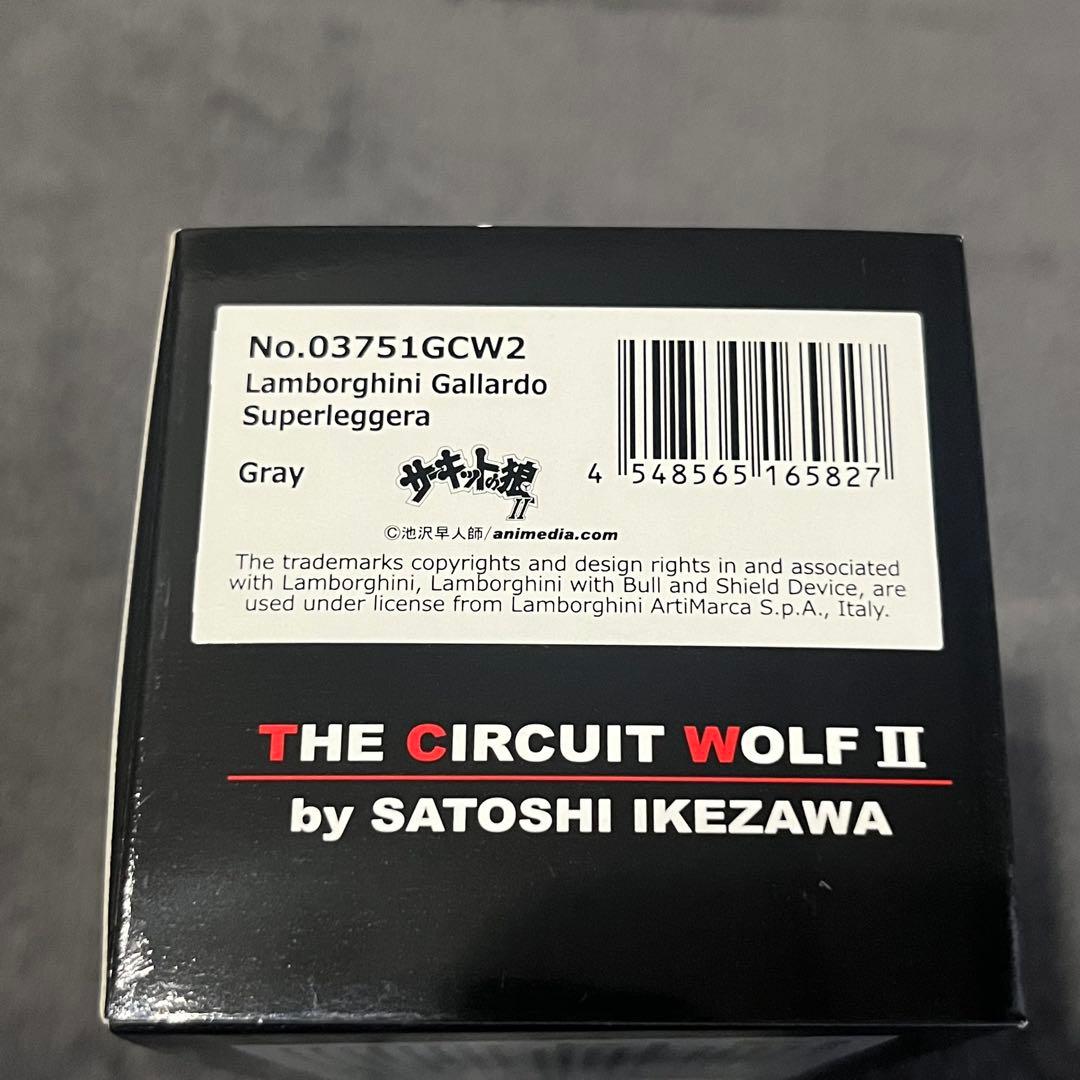 No.03751GCW2
Lamborghini Gallardo
Superleggera
Gray
サーキットの狼
II
4 548565 165827
©池沢早人師/animedia.com
The trademarks copyrights and design rights in and associated
with Lamborghini, Lamborghini with Bull and Shield Device, are
used under license from Lamborghini ArtiMarca S.p.A., Italy.
THE CIRCUIT WOLF II
by SATOSHI IKEZAWA